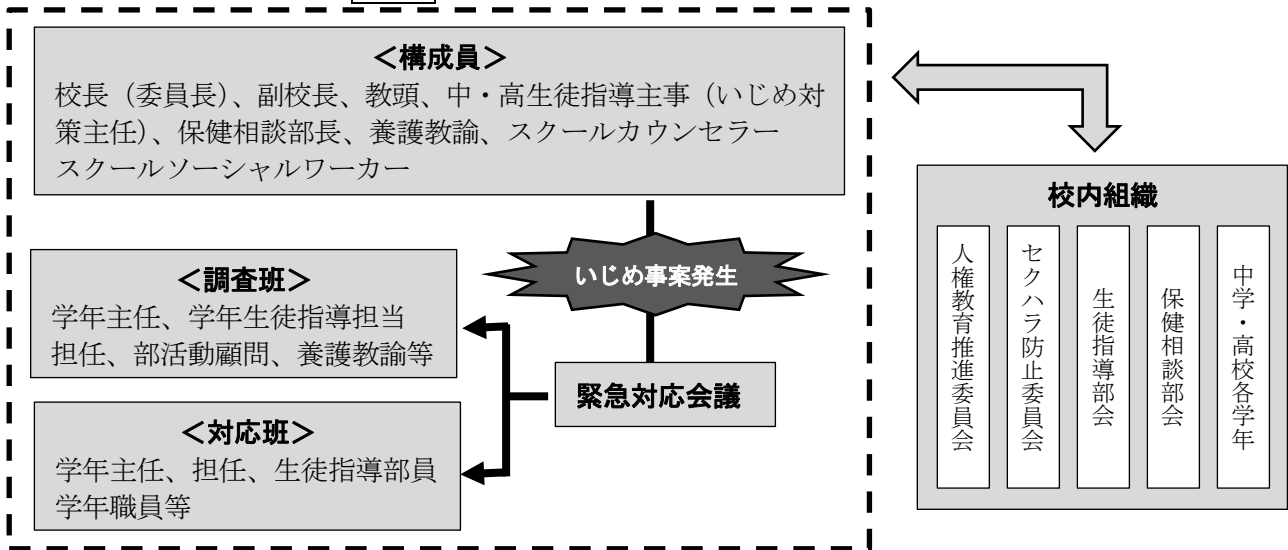 ＜構成員＞
校長（委員長）、副校長、教頭、中・高生徒指導主事（いじめ対
策主任）、保健相談部長、養護教諭、スクールカウンセラー
スクールソーシャルワーカー
いじめ事案発生
＜調査班＞
学年主任、学年生徒指導担当
担任、部活動顧問、養護教諭等
緊急対応会議
＜対応班＞
学年主任、担任、生徒指導部員
学年職員等
校内組織
人権教育推進委員会
セクハラ防止委員会
生徒指導部会
保健相談部会
中学・高校各学年